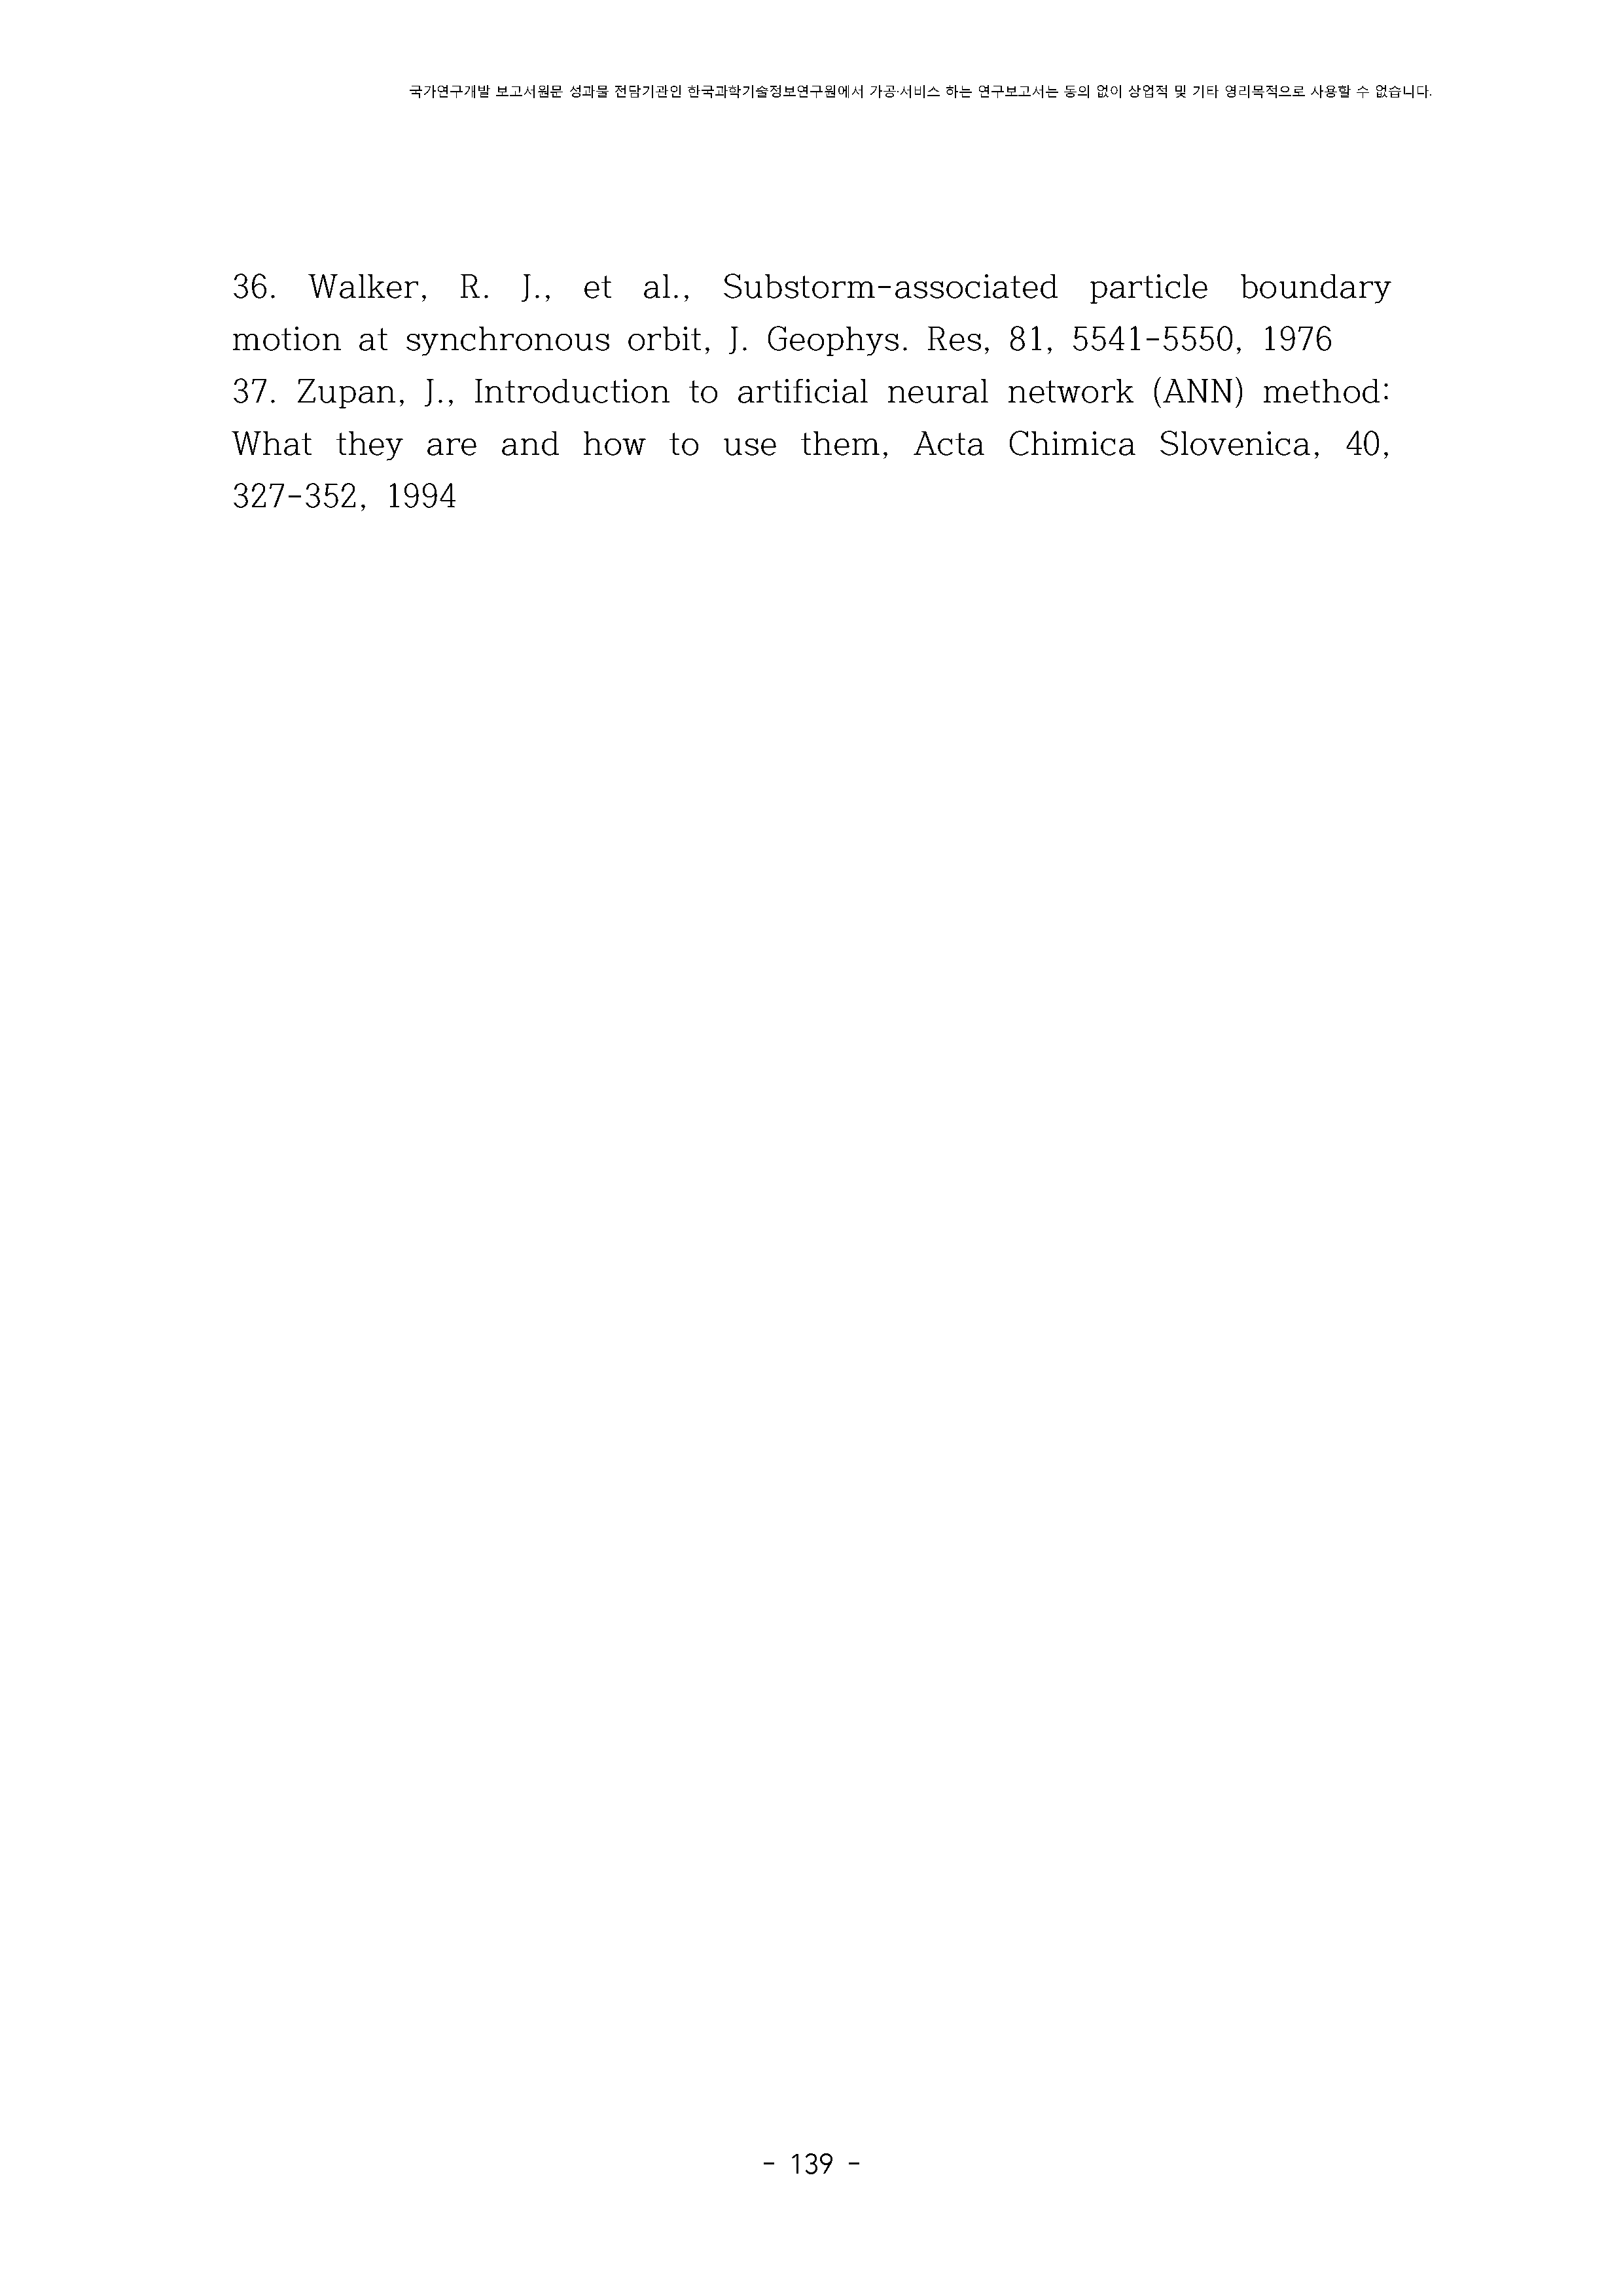 국가연구개발 보고서원문 성과물 전담기관인 한국과학기술정보연구원에서 가공·서비스 하는 연구보고서는 동의 없이 상업적 및 기타 영리목적으로 사용할 수 없습니다.
36. Walker, R. J., et al., Substorm-associated particle boundary
motion at synchronous orbit, J. Geophys. Res, 81, 5541-5550, 1976
37. Zupan, J., Introduction to artificial neural network (ANN) method:
What they are and how to use them, Acta Chimica Slovenica, 40,
327-352, 1994
- 139 -